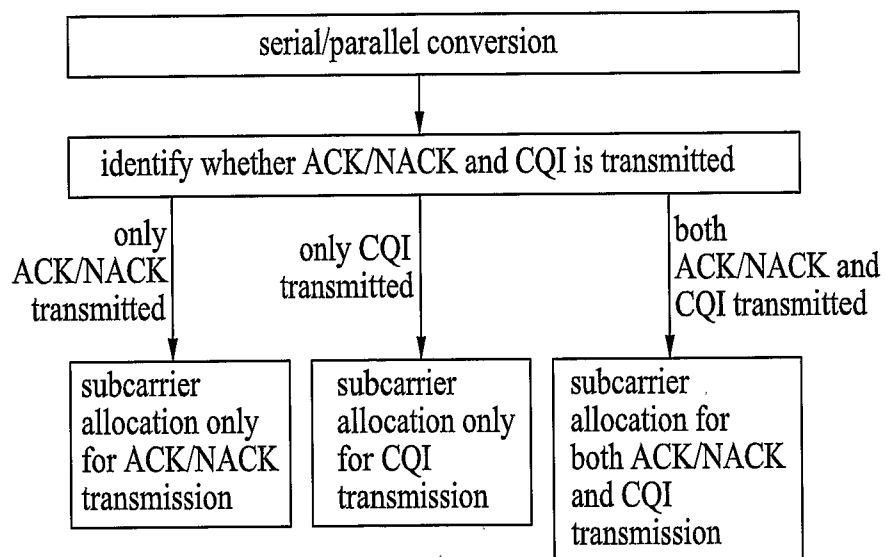 serial/parallel conversion
identify whether ACK/NACK and CQI is transmitted
only
ACK/NACK
transmitted
only CQI
transmitted
both
ACK/NACK and
CQI transmitted
subcarrier
allocation only
for ACK/NACK
transmission
subcarrier
allocation only
for CQI
transmission
subcarrier
allocation for
both ACK/NACK
and CQI
transmission